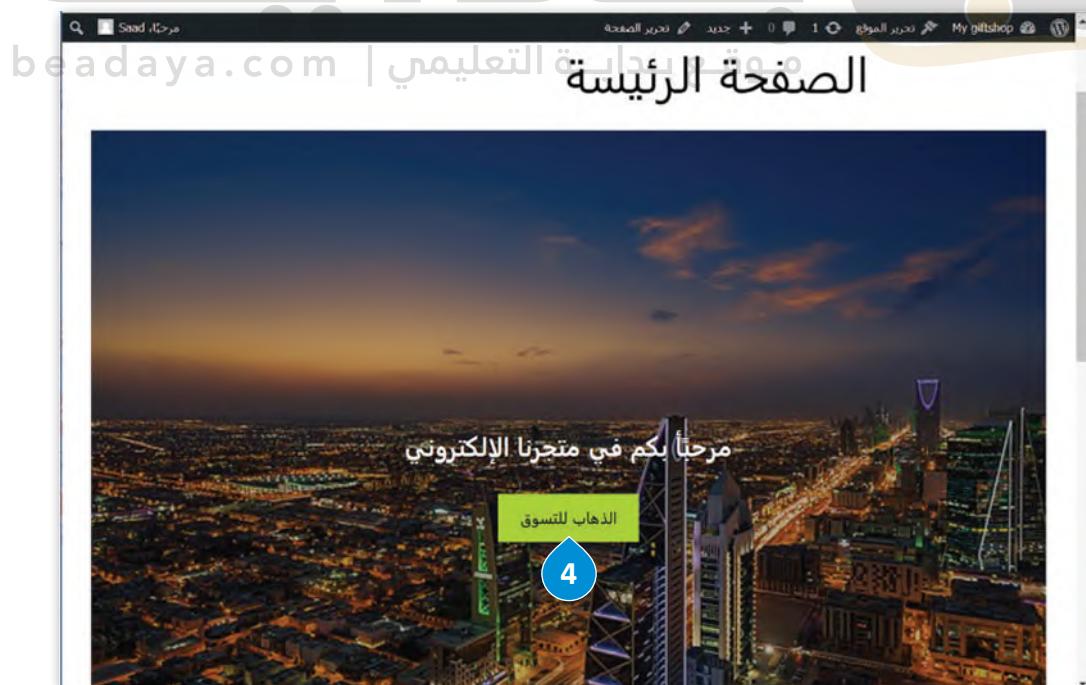 My giftshop تحرير الموقع 1 0 + جديد تحرير الصفحة مرحبًا، Saad
موقع بداية التعليمي | beadaya.com
الصفحة الرئيسة
مرحبًا بكم في متجرنا الإلكتروني
الذهاب للتسوق
4